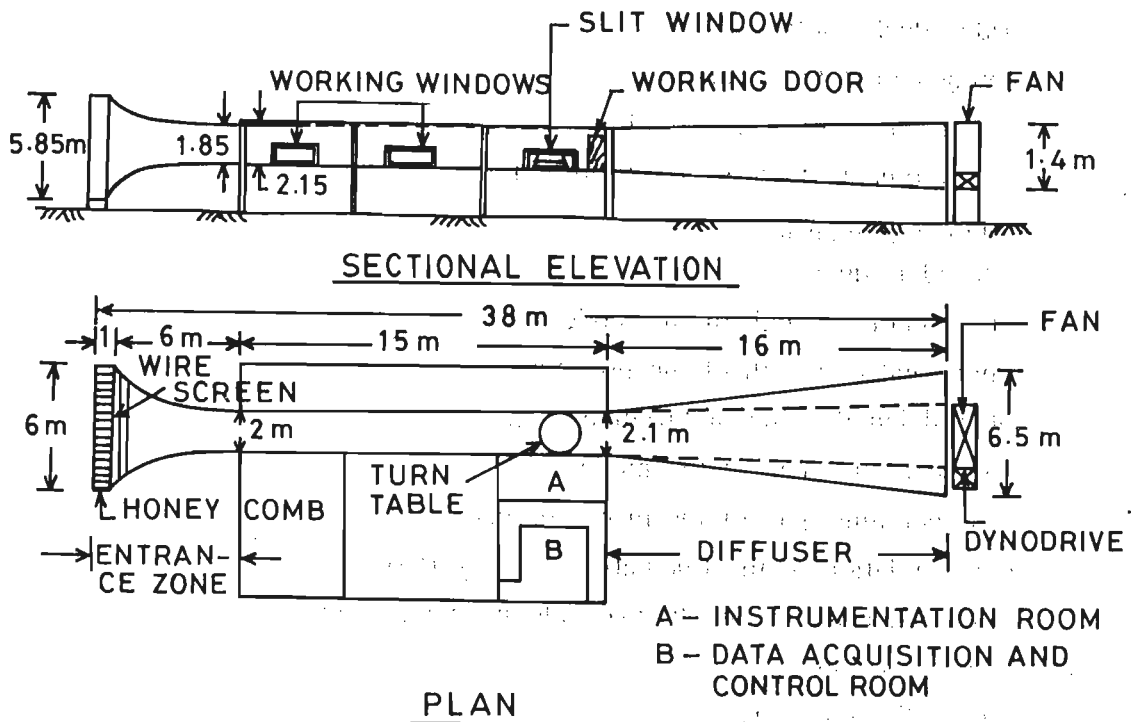 SLIT WINDOW
WORKING WINDOWS
WORKING DOOR
FAN
5.85m
1.85
2.15
1.4 m
SECTIONAL ELEVATION
38 m
FAN
1
6 m
15 m
16 m
WIRE
SCREEN
6 m
2 m
2.1 m
6.5 m
TURN
TABLE
A
HONEY COMB
B
ENTRAN-
CE ZONE
DIFFUSER
DYNODRIVE
A – INSTRUMENTATION ROOM
B – DATA ACQUISITION AND
CONTROL ROOM
PLAN